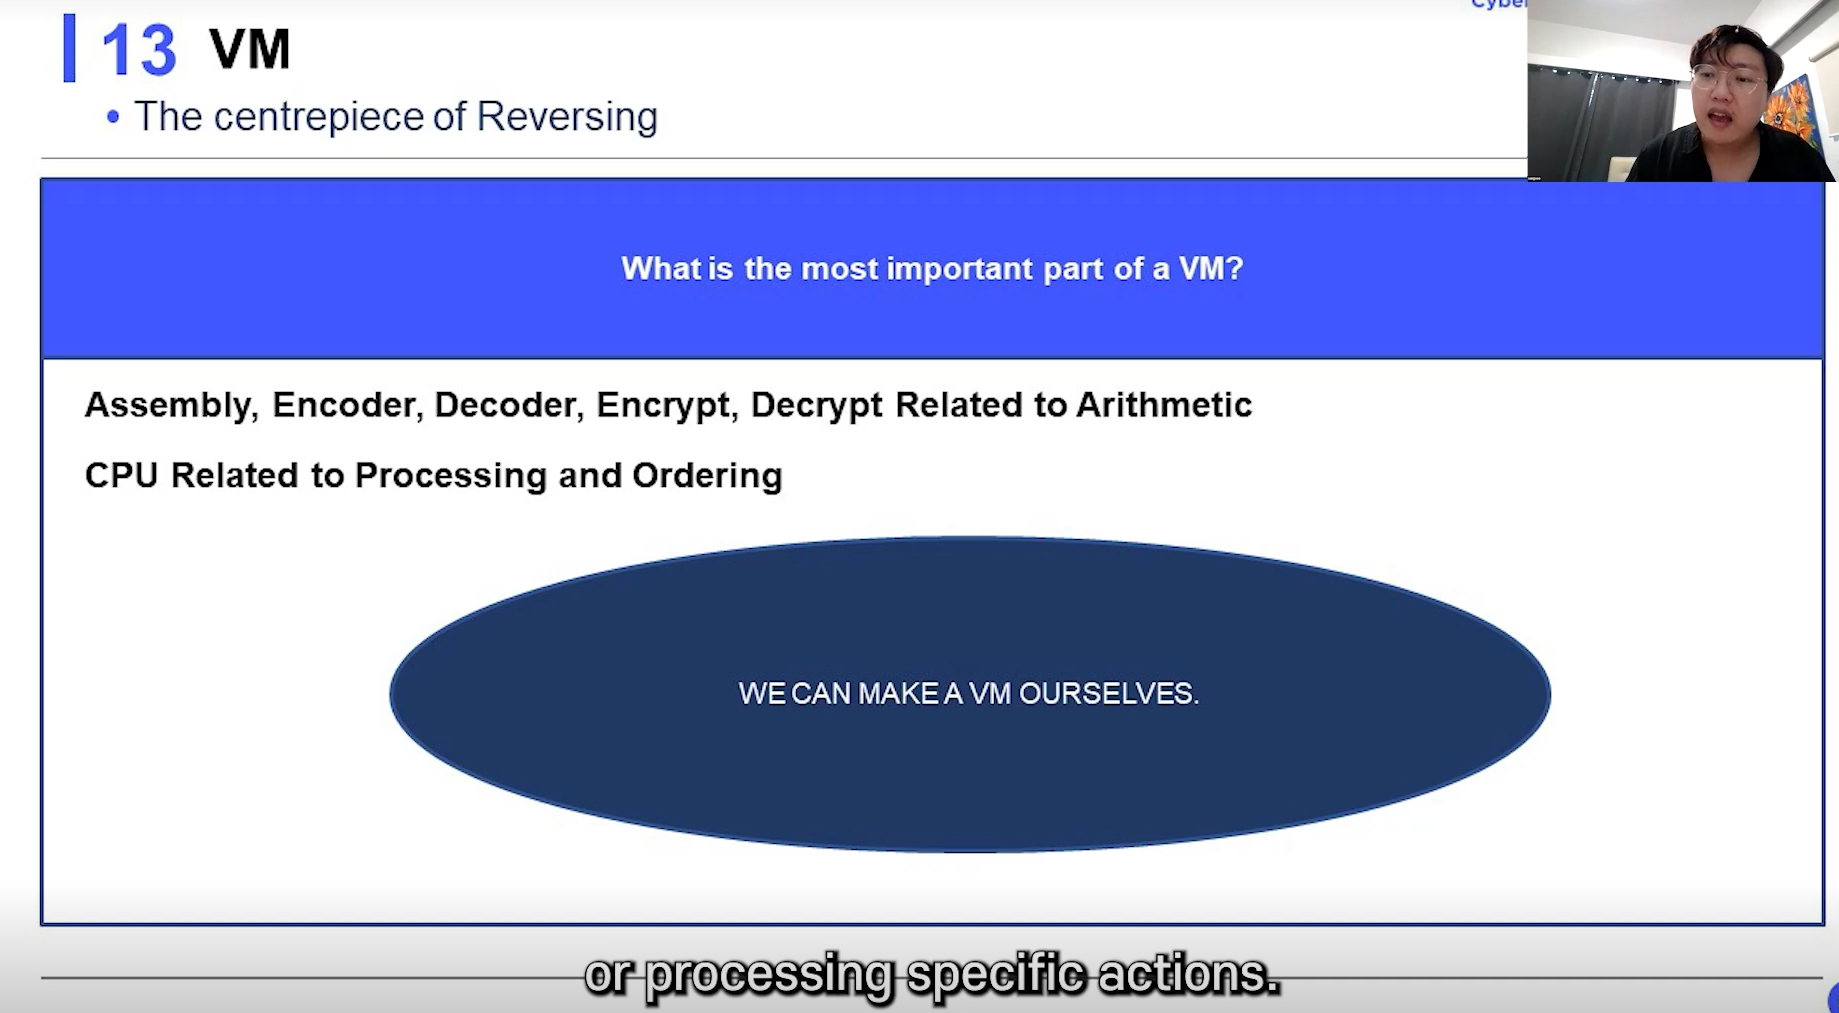 Cyber
13 VM
• The centrepiece of Reversing
What is the most important part of a VM?
Assembly, Encoder, Decoder, Encrypt, Decrypt Related to Arithmetic
CPU Related to Processing and Ordering
WE CAN MAKE A VM OURSELVES.
or processing specific actions.